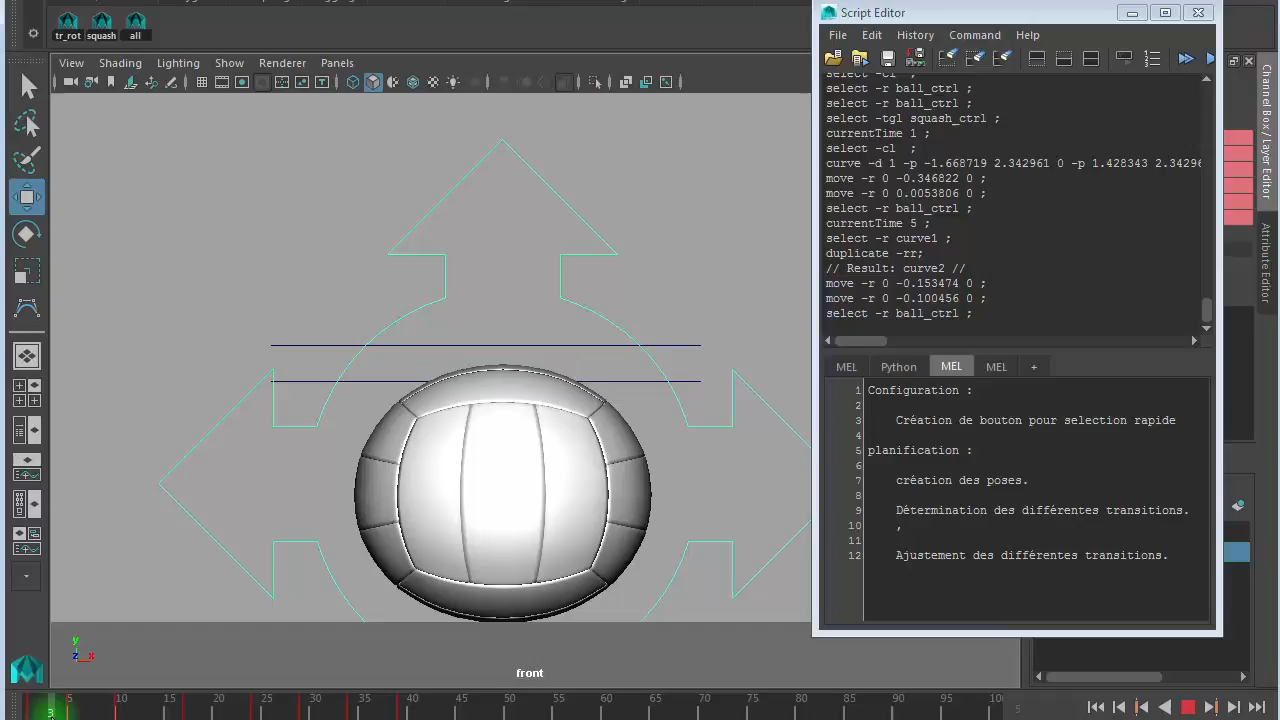 Script Editor
File Edit History Command Help
tr_rot squash all
View Shading Lighting Show Renderer Panels
select -cl ;
select -r ball_ctrl ;
select -r ball_ctrl ;
select -tgl squash_ctrl ;
currentTime 1 ;
select -cl  ;
curve -d 1 -p -1.668719 2.342961 0 -p 1.428343 2.34296
move -r 0 -0.346822 0 ;
move -r 0 0.0053806 0 ;
select -r ball_ctrl ;
currentTime 5 ;
select -r curve1 ;
duplicate -rr;
// Result: curve2 //
move -r 0 -0.153474 0 ;
move -r 0 -0.100456 0 ;
select -r ball_ctrl ;
MEL Python MEL MEL +
1 Configuration :
2
3 Création de bouton pour selection rapide
4
5 planification :
6
7 création des poses.
8
9 Détermination des différentes transitions.
10 ,
11
12 Ajustement des différentes transitions.
Channel Box / Layer Editor
Attribute Editor
y
z x
front
3 5 10 15 20 25 30 35 40 45 50 55 60 65 70 75 80 85 90 95 100 5